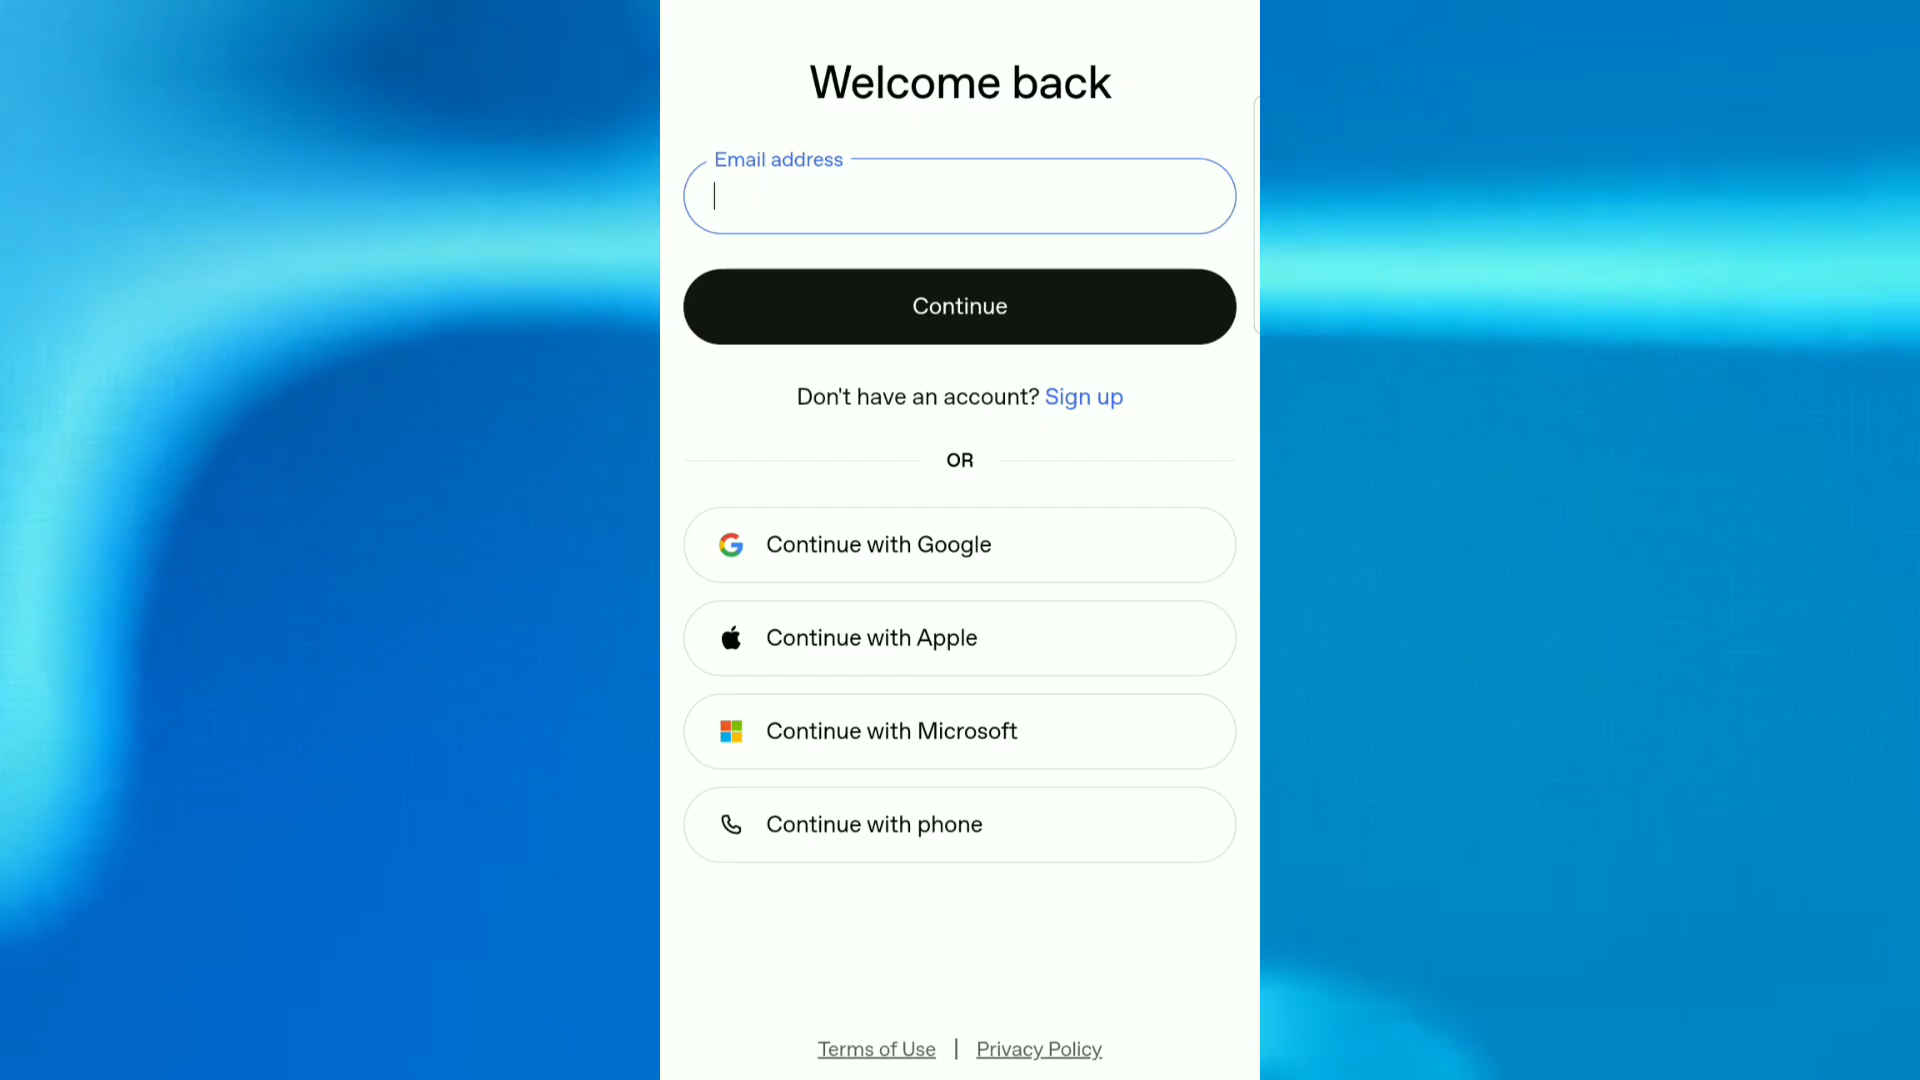 Welcome back
Email address
Continue
Don't have an account? Sign up
OR
Continue with Google
Continue with Apple
Continue with Microsoft
Continue with phone
Terms of Use | Privacy Policy